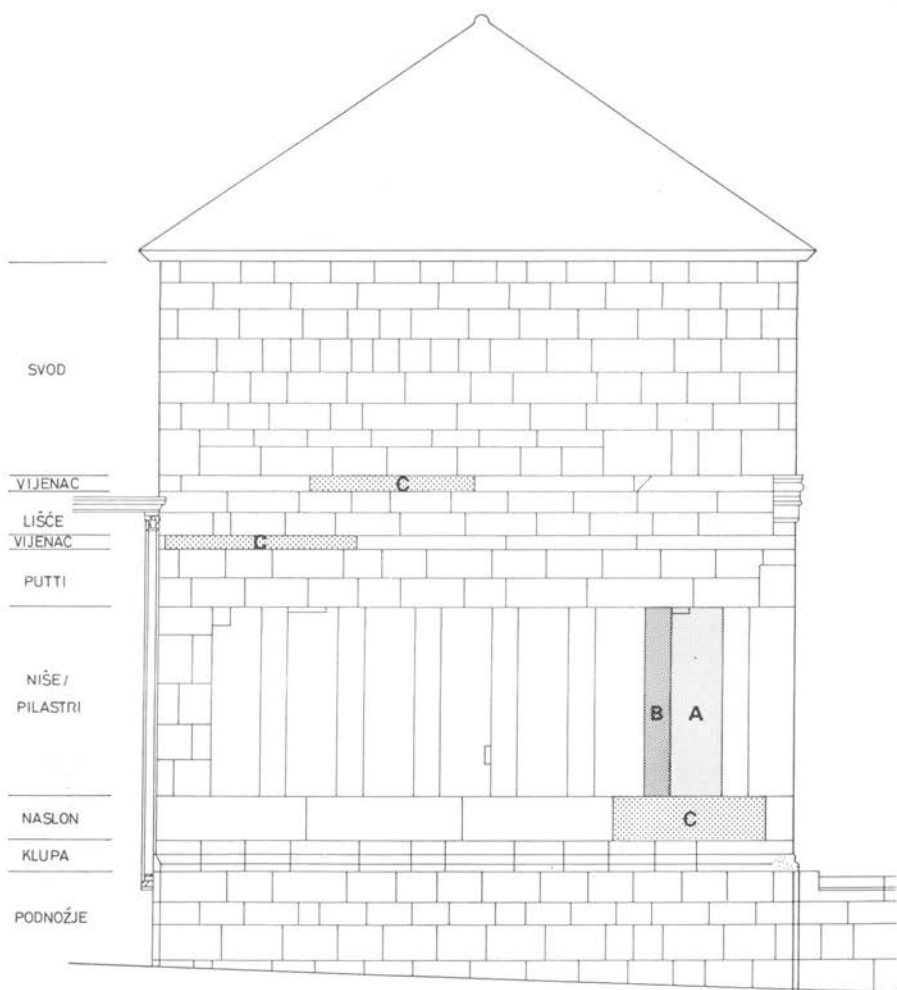 SVOD
VIJENAC
C
LIŠĆE
VIJENAC
C
PUTTI
NIŠE/
PILASTRI
B A
NASLON
C
KLUPA
PODNOŽJE